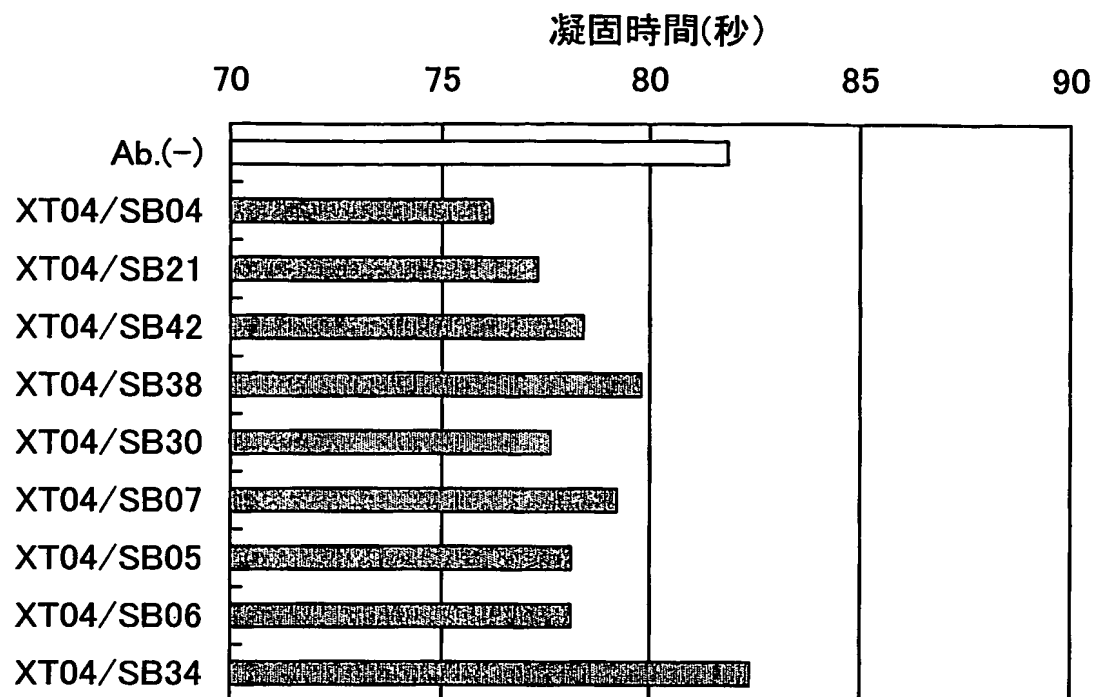 凝固時間(秒)
70 75 80 85 90
Ab.(-)
XT04/SB04
XT04/SB21
XT04/SB42
XT04/SB38
XT04/SB30
XT04/SB07
XT04/SB05
XT04/SB06
XT04/SB34